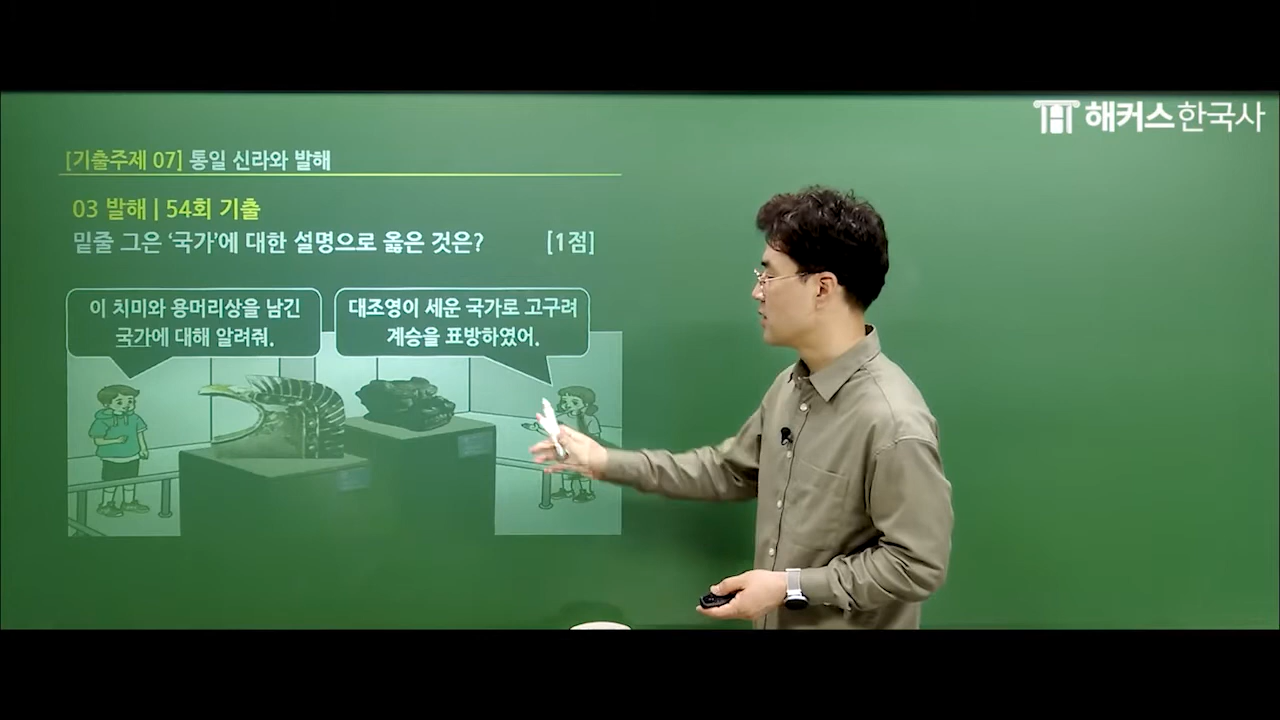 해커스한국사
[기출주제 07] 통일 신라와 발해
03 발해 | 54회 기출
밑줄 그은 '국가'에 대한 설명으로 옳은 것은? [1점]
이 치미와 용머리상을 남긴
국가에 대해 알려줘.
대조영이 세운 국가로 고구려
계승을 표방하였어.